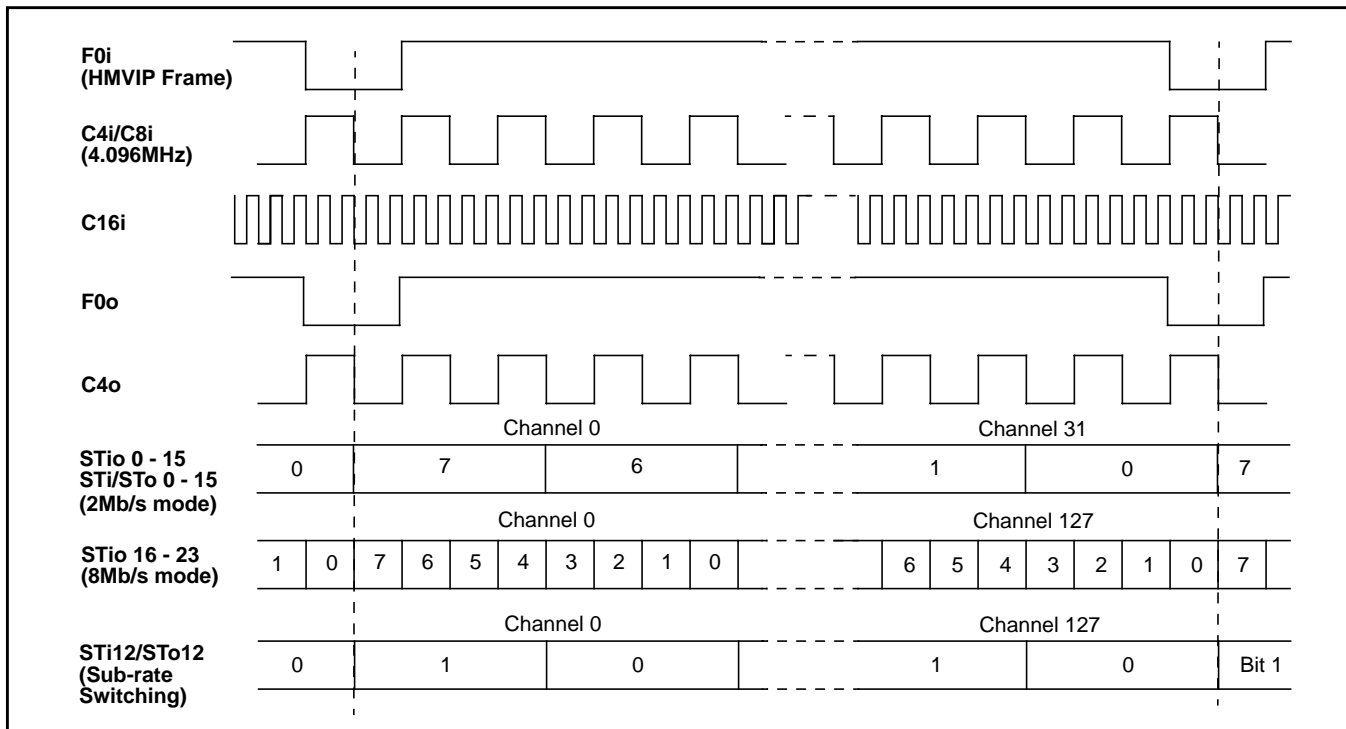 F0i
(HMVIP Frame)
C4i/C8i
(4.096MHz)
C16i
F0o
C4o
Channel 0 Channel 31
STio 0 - 15
STi/STo 0 - 15
(2Mb/s mode)
0 7 6 1 0 7
Channel 0 Channel 127
STio 16 - 23
(8Mb/s mode)
1 0 7 6 5 4 3 2 1 0 6 5 4 3 2 1 0 7
Channel 0 Channel 127
STi12/STo12
(Sub-rate
Switching)
0 1 0 1 0 Bit 1